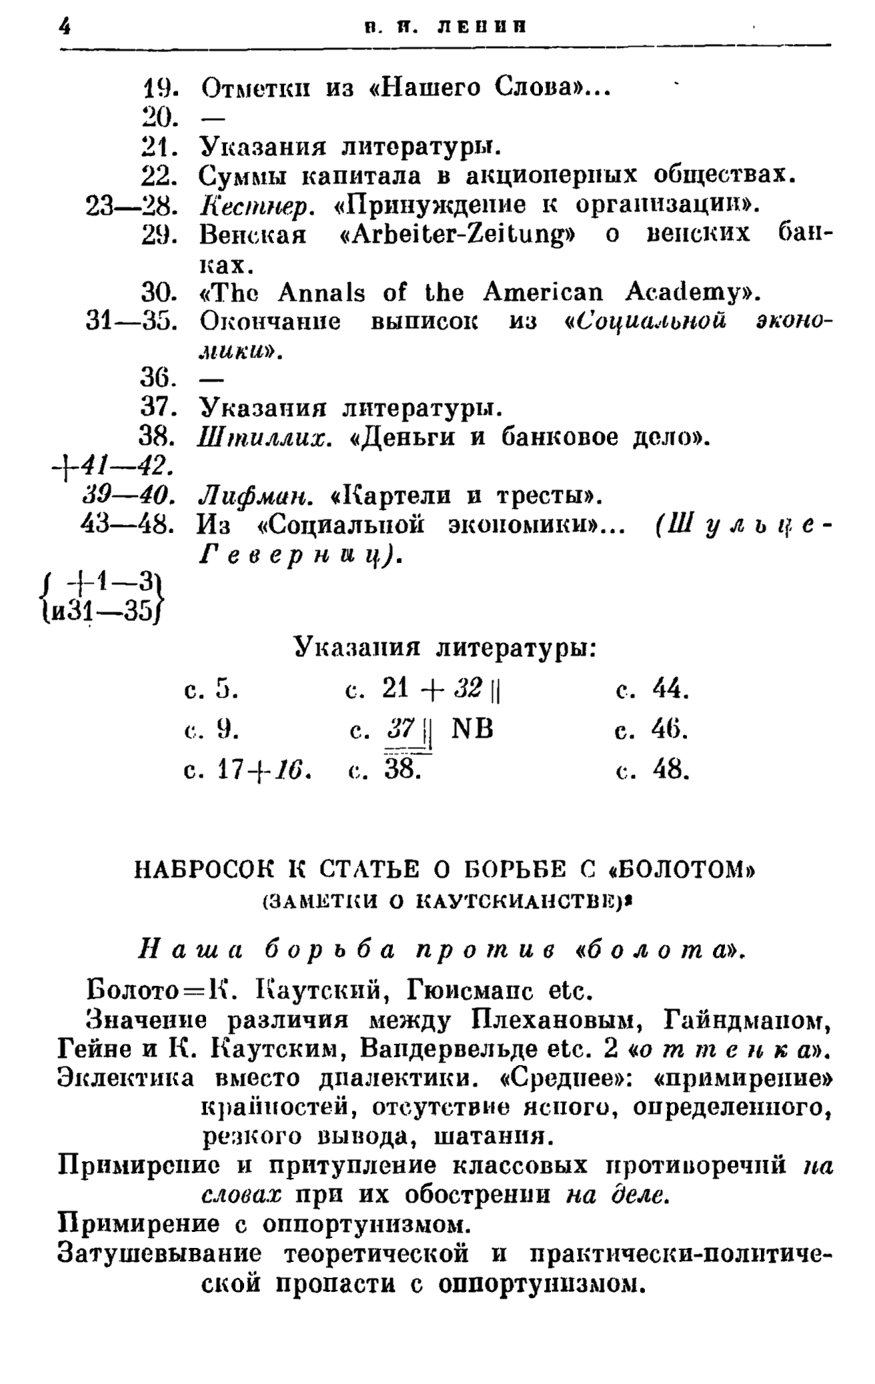 4 В. И. ЛЕНИН
19. Отметки из «Нашего Слова»...
20. —
21. Указания литературы.
22. Суммы капитала в акционерных обществах.
23—28. Кестнер. «Принуждение к организации».
29. Венская «Arbeiter-Zeitung» о венских бан-
ках.
30. «The Annals of the American Academy».
31—35. Окончание выписок из «Социальной эконо-
мики».
36. —
37. Указания литературы.
38. Штиллих. «Деньги и банковое дело».
+41—42.
39—40. Лифман. «Картели и тресты».
43—48. Из «Социальной экономики»... (Шульце-
Геверниц).
{ +1—3}
{и31—35}
Указания литературы:
с. 5. с. 21 + 32 || с. 44.
с. 9. с. 37 || NB с. 46.
с. 17+16. с. 38. с. 48.
НАБРОСОК К СТАТЬЕ О БОРЬБЕ С «БОЛОТОМ»
(ЗАМЕТКИ О КАУТСКИАНСТВЕ)
Наша борьба против «болота».
Болото=К. Каутский, Гюисманс etc.
Значение различия между Плехановым, Гайндманом,
Гейне и К. Каутским, Вандервельде etc. 2 «оттенка».
Эклектика вместо диалектики. «Среднее»: «примирение»
крайностей, отсутствие ясного, определенного,
резкого вывода, шатания.
Примирение и притупление классовых противоречий на
словах при их обострении на деле.
Примирение с оппортунизмом.
Затушевывание теоретической и практически-политиче-
ской пропасти с оппортунизмом.